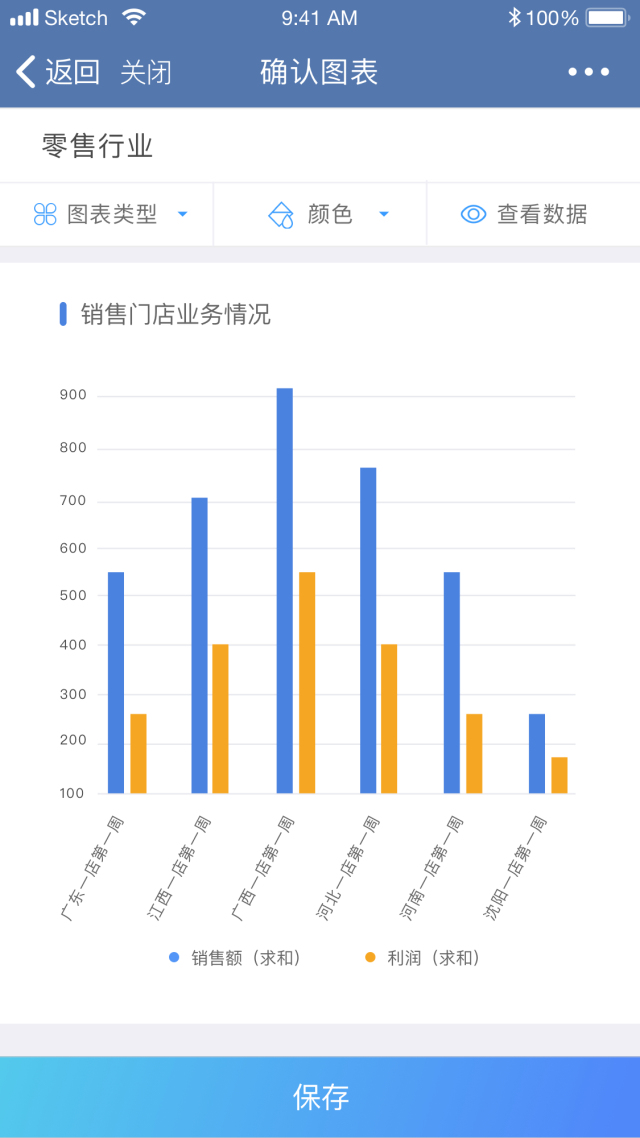 Sketch 9:41 AM 100%
返回 关闭 确认图表
零售行业
图表类型 颜色 查看数据
销售门店业务情况
900
800
700
600
500
400
300
200
100
广东一店第一周
江西一店第一周
广西一店第一周
河北一店第一周
河南一店第一周
沈阳一店第一周
销售额（求和） 利润（求和）
保存